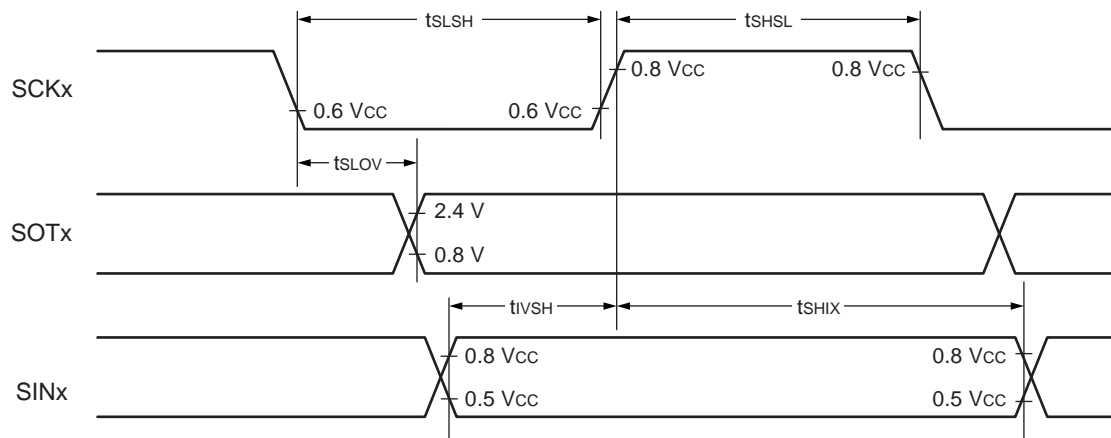 tSLSH tSHSL
SCKx
0.8 VCC 0.8 VCC
0.6 VCC 0.6 VCC
tSLOV
SOTx
2.4 V
0.8 V
tIVSH tSHIX
SINx
0.8 VCC 0.8 VCC
0.5 VCC 0.5 VCC